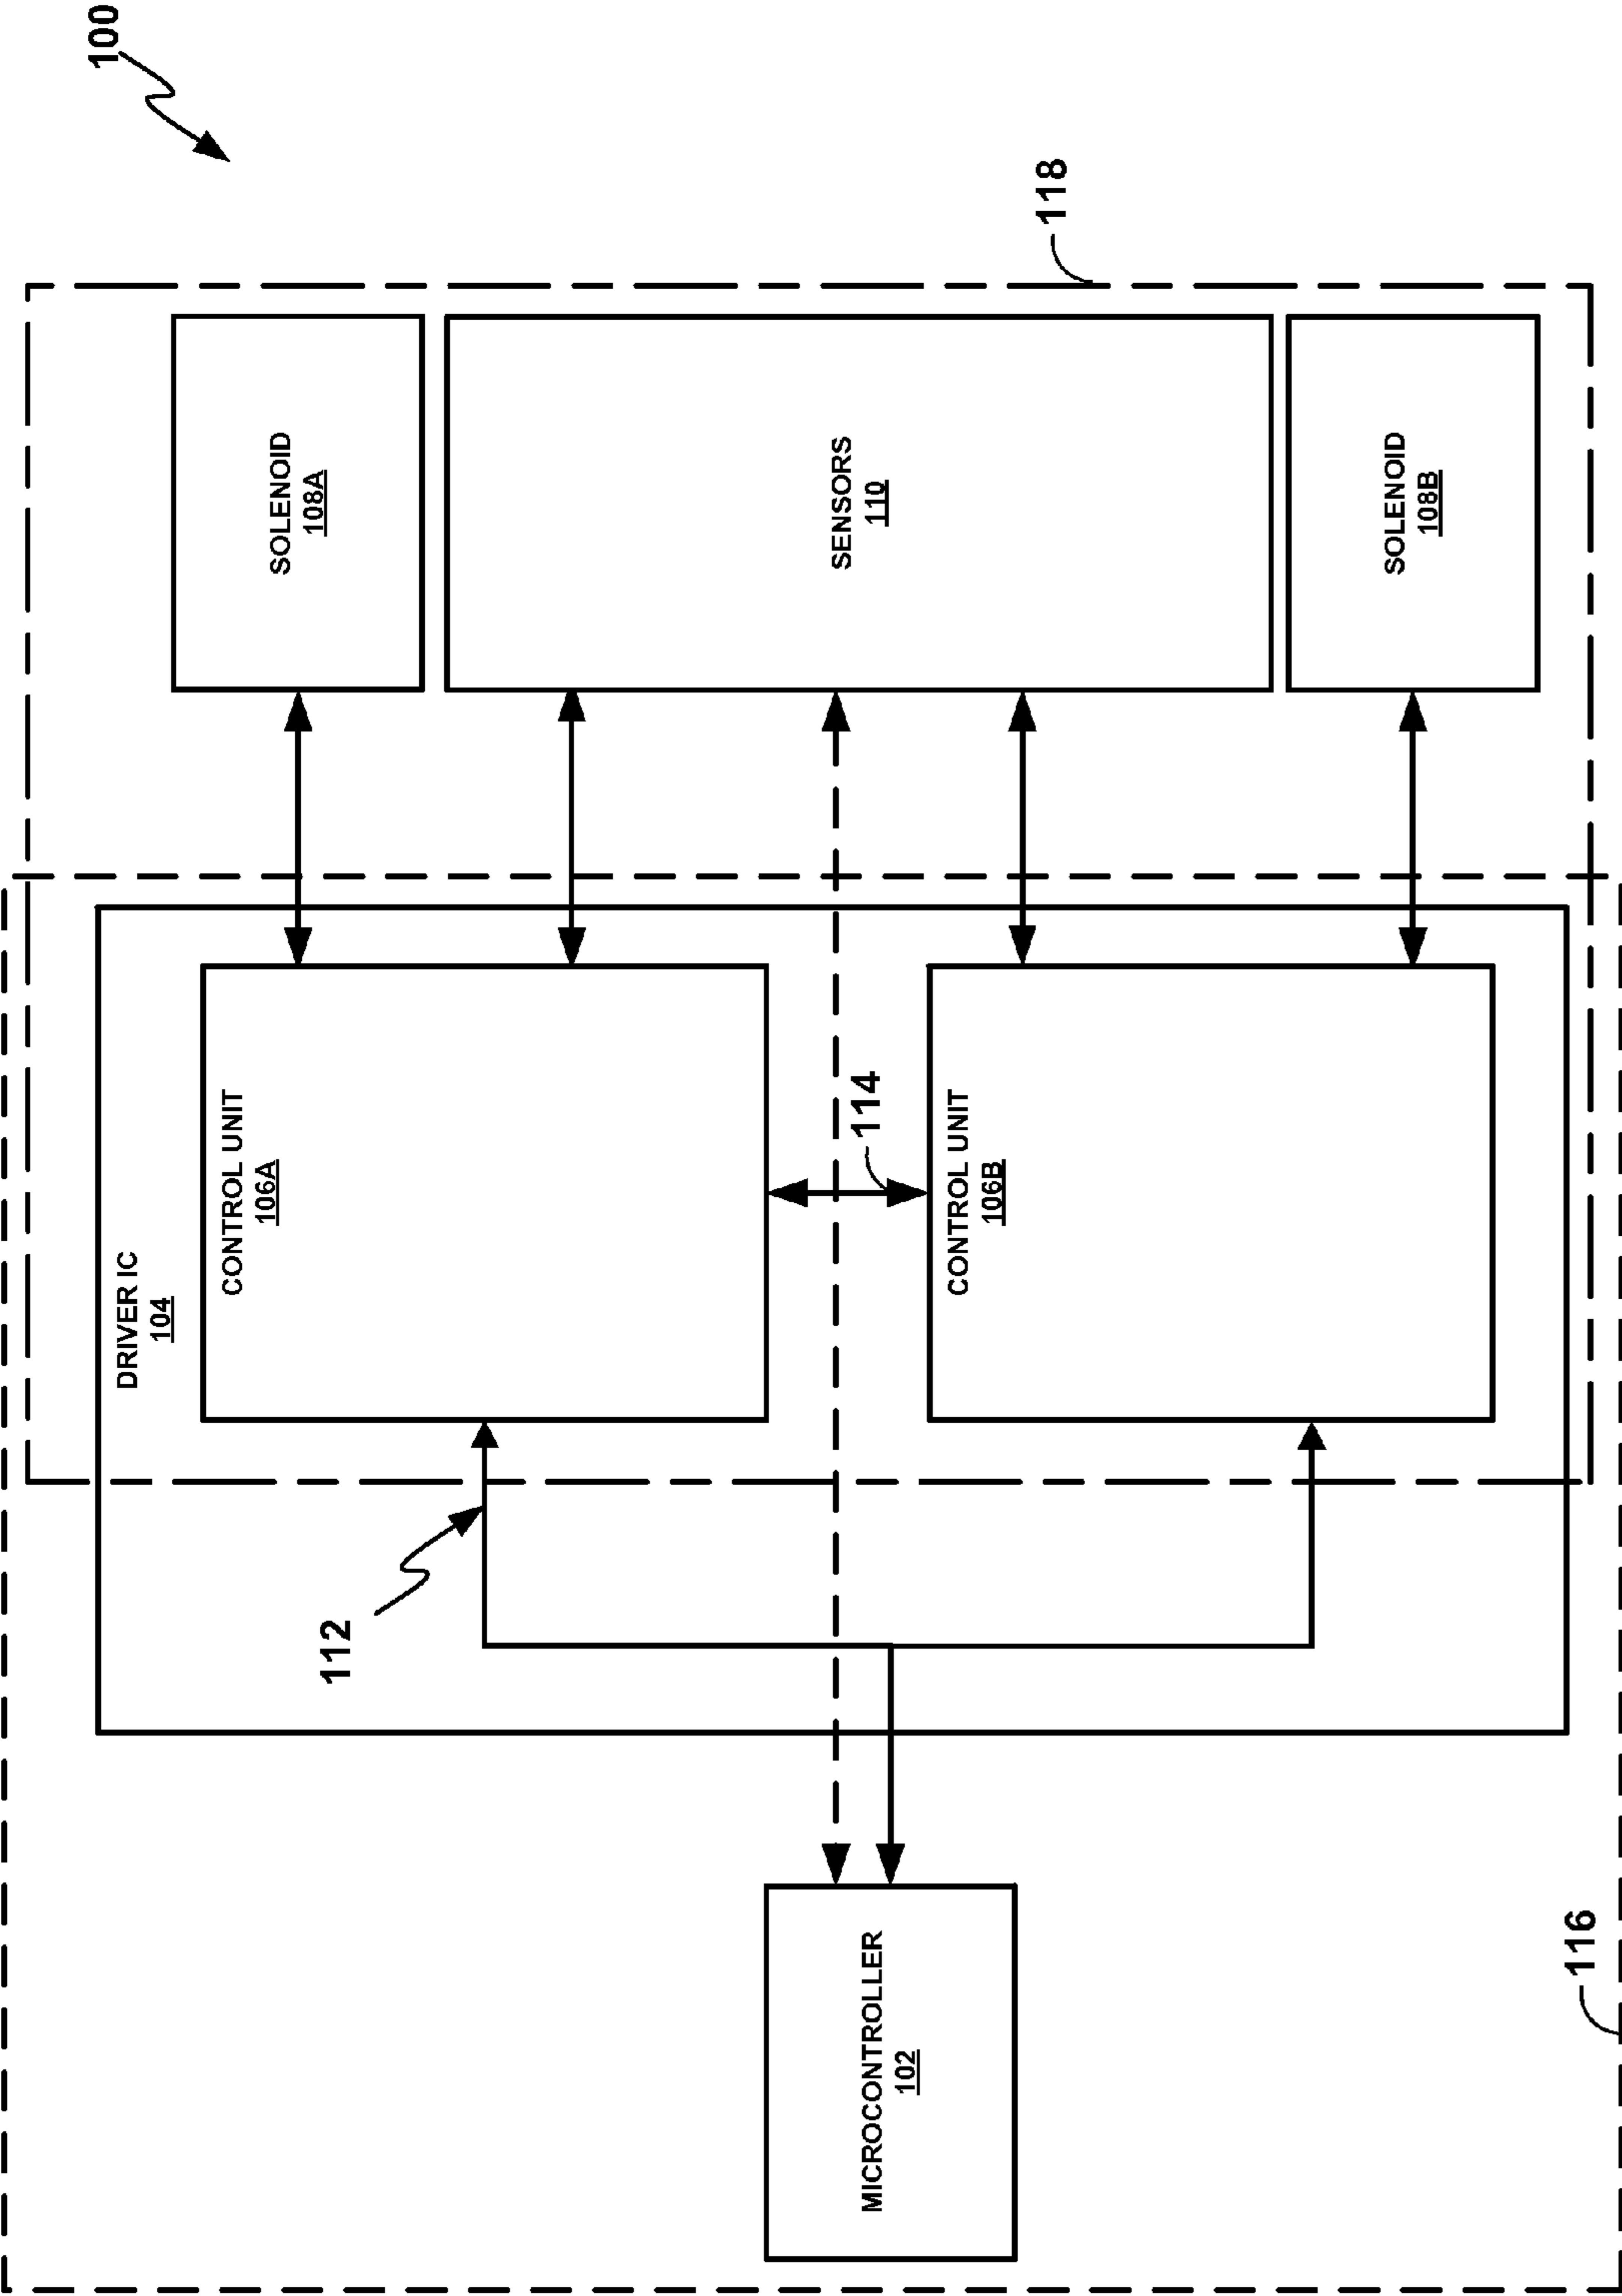 100
118
SOLENOID
108A
SENSORS
110
SOLENOID
108B
DRIVER IC
104
CONTROL UNIT
106A
114
CONTROL UNIT
106B
112
MICROCONTROLLER
102
116